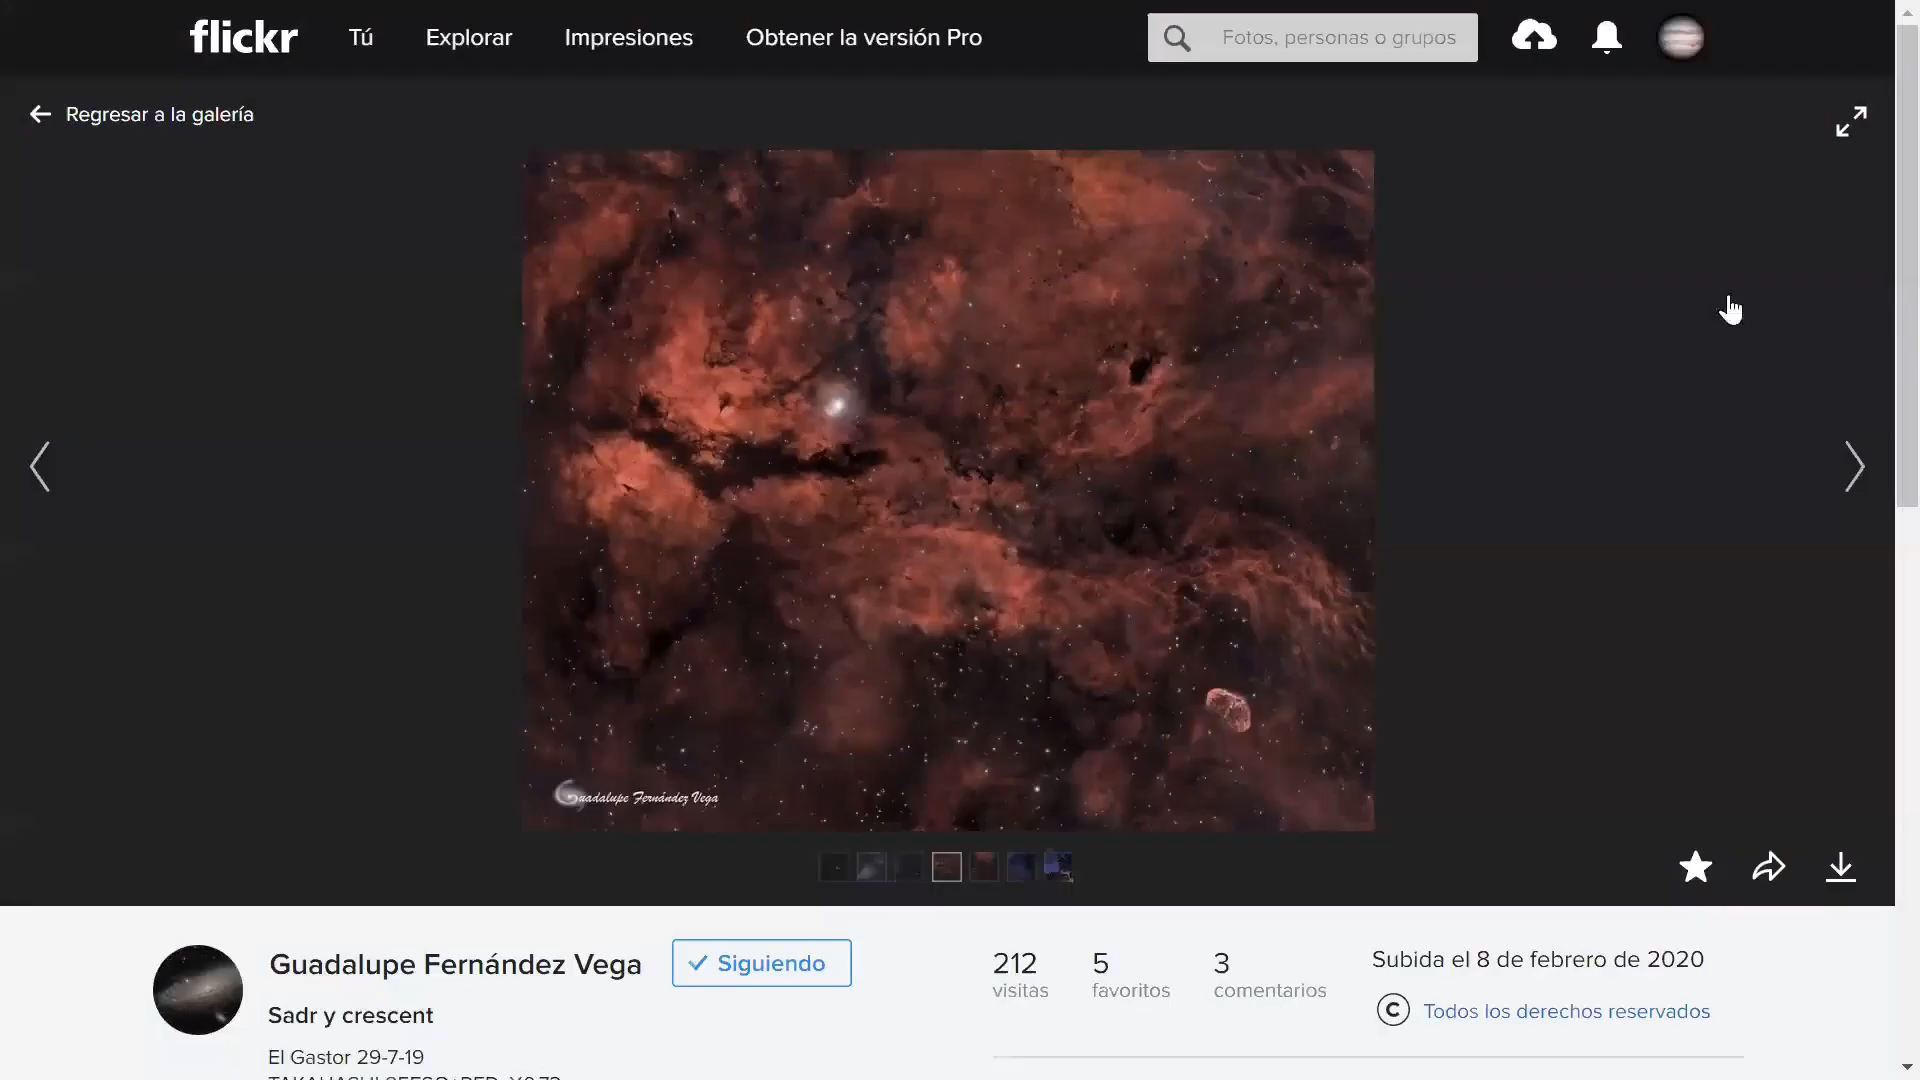 flickr Tú Explorar Impresiones Obtener la versión Pro Fotos, personas o grupos
Regresar a la galería
Guadalupe Fernández Vega
Guadalupe Fernández Vega Siguiendo
212 visitas
5 favoritos
3 comentarios
Subida el 8 de febrero de 2020
Todos los derechos reservados
Sadr y crescent
El Gastor 29-7-19